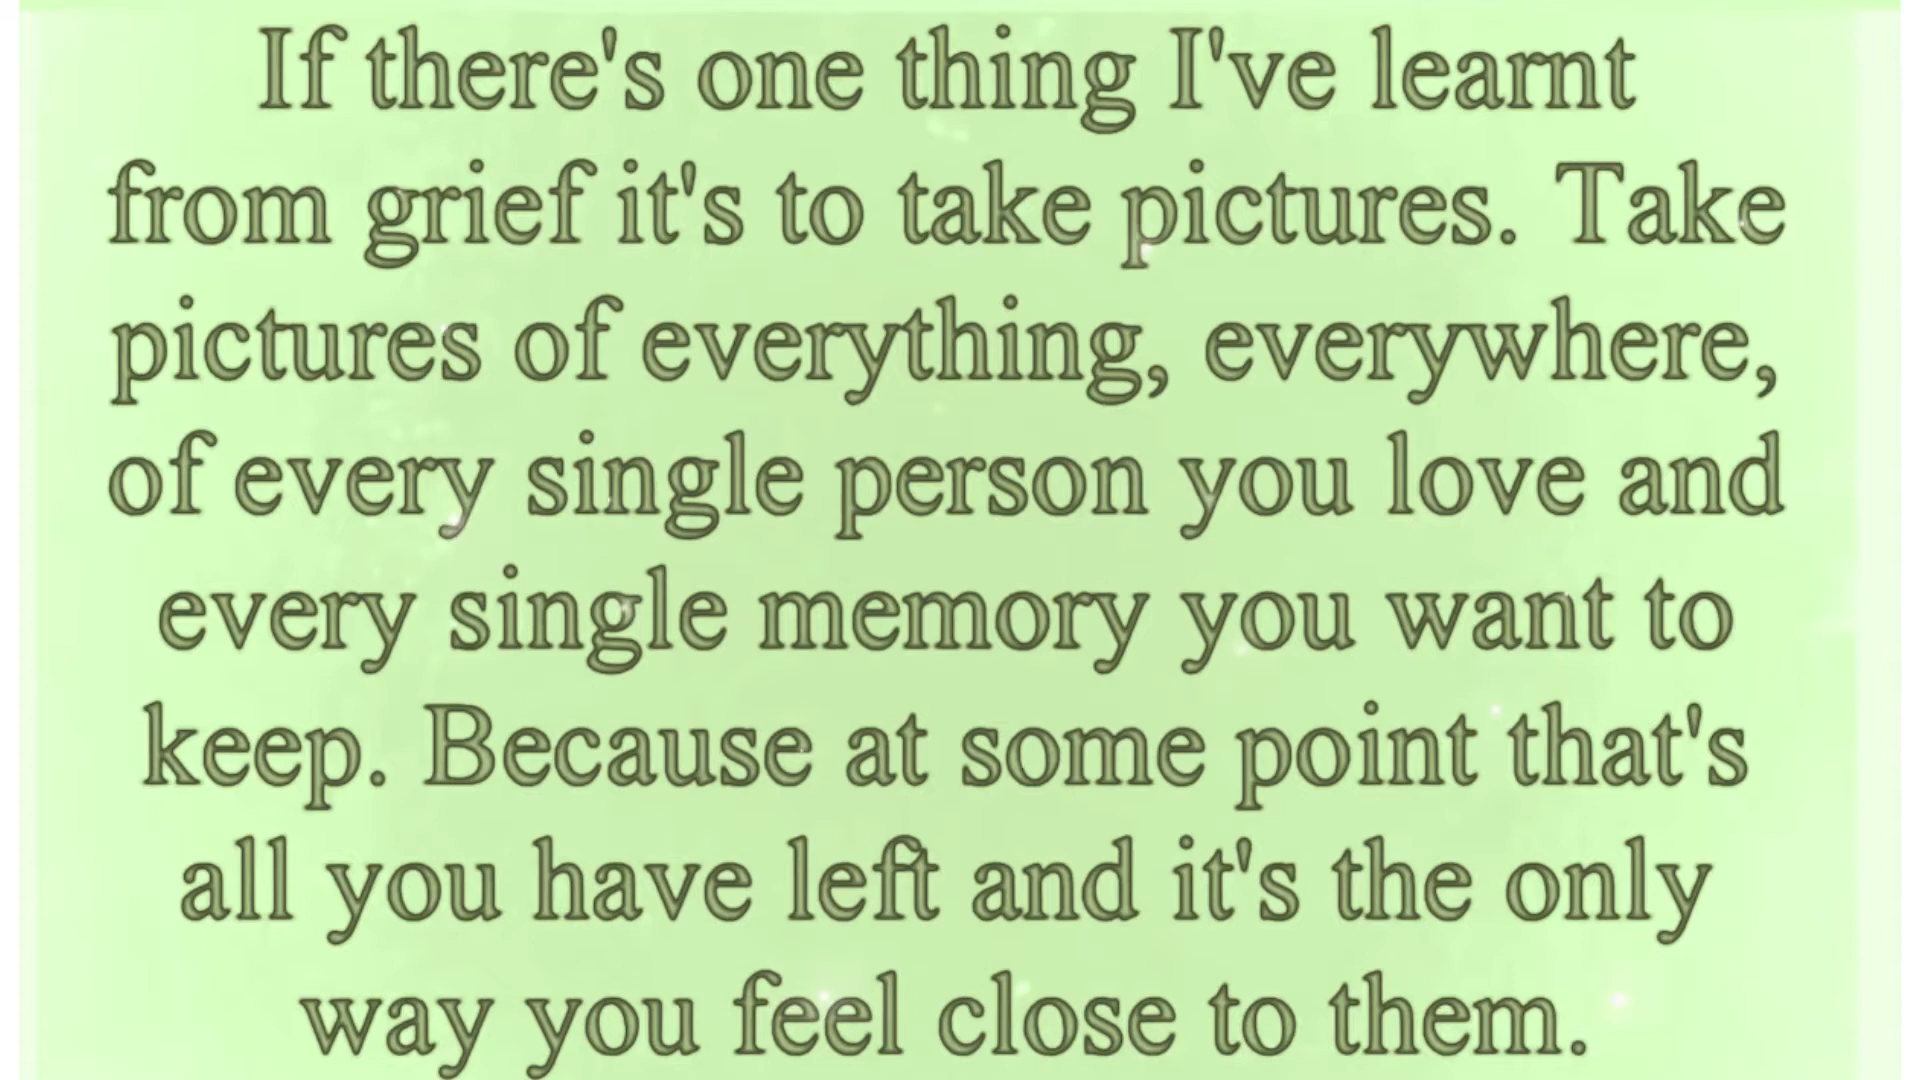 If there's one thing I've learnt
from grief it's to take pictures. Take
pictures of everything, everywhere,
of every single person you love and
every single memory you want to
keep. Because at some point that's
all you have left and it's the only
way you feel close to them.